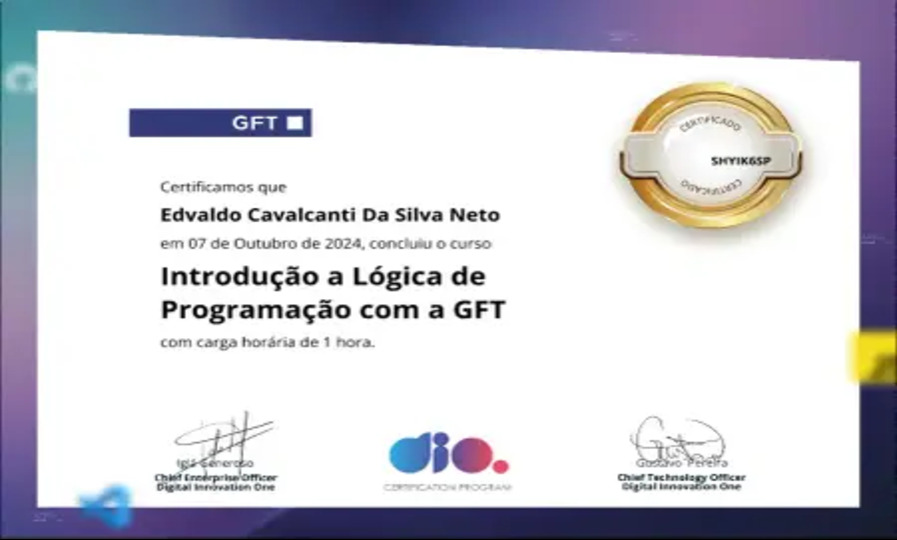 GFT
CERTIFICADO
SHYIK6SP
CERTIFICADO
Certificamos que
Edvaldo Cavalcanti Da Silva Neto
em 07 de Outubro de 2024, concluiu o curso
Introdução a Lógica de
Programação com a GFT
com carga horária de 1 hora.
Iglá Generoso
Chief Enterprise Officer
Digital Innovation One
dio.
CERTIFICATION PROGRAM
Gustavo Pereira
Chief Technology Officer
Digital Innovation One